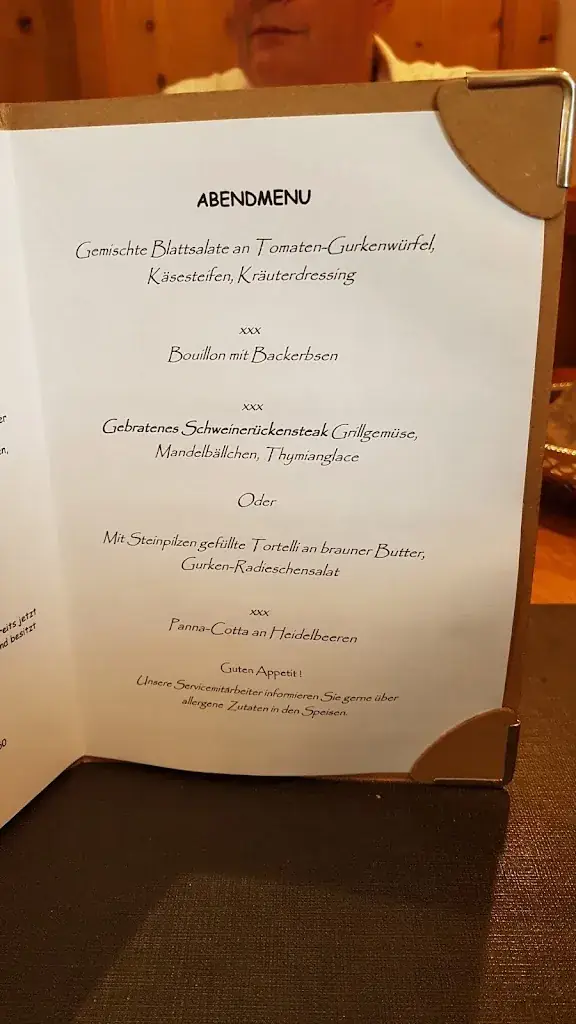 ABENDMENU
Gemischte Blattsalate an Tomaten-Gurkenwürfel,
Käsesteifen, Kräuterdressing
xxx
Bouillon mit Backerbsen
xxx
Gebratenes Schweinerückensteak Grillgemüse,
Mandelbällchen, Thymianglace
Oder
Mit Steinpilzen gefüllte Tortelli an brauner Butter,
Gurken-Radieschensalat
xxx
Panna-Cotta an Heidelbeeren
Guten Appetit !
Unsere Servicemitarbeiter informieren Sie gerne über
allergene Zutaten in den Speisen.
jetzt
besitzt